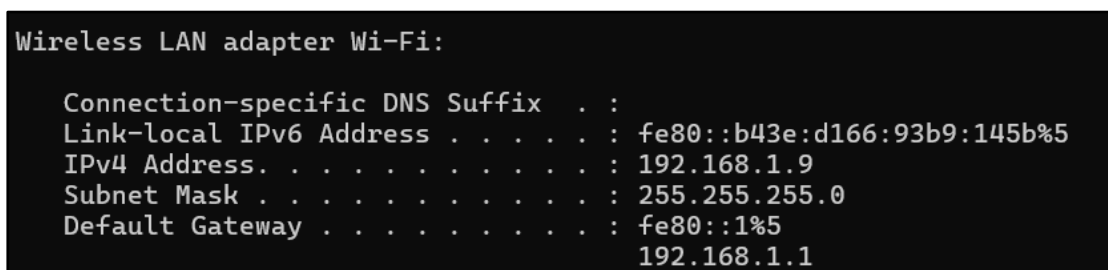 Wireless LAN adapter Wi-Fi:
Connection-specific DNS Suffix  . :
Link-local IPv6 Address . . . . . : fe80::b43e:d166:93b9:145b%5
IPv4 Address. . . . . . . . . . . : 192.168.1.9
Subnet Mask . . . . . . . . . . . : 255.255.255.0
Default Gateway . . . . . . . . . : fe80::1%5
192.168.1.1